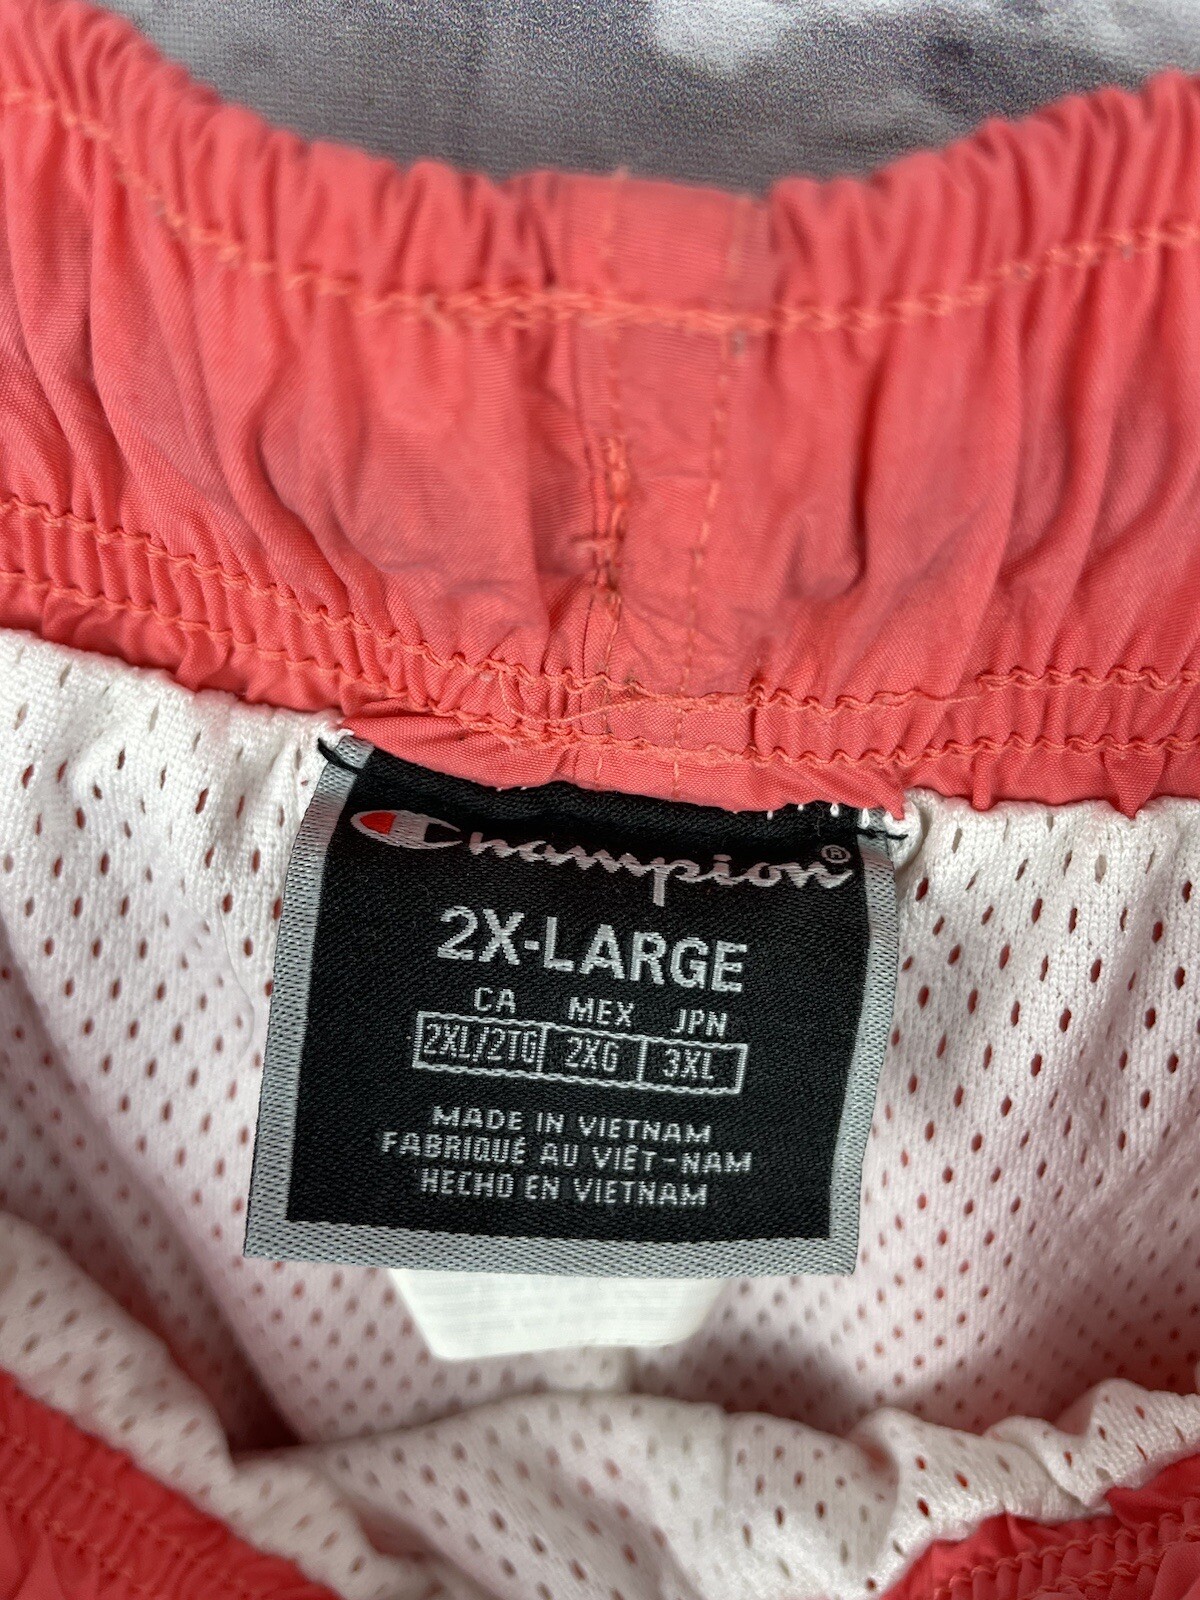 Champion®
2X-LARGE
CA MEX JPN
2XL/2TG 2XG 3XL
MADE IN VIETNAM
FABRIQUÉ AU VIÊT-NAM
HECHO EN VIETNAM